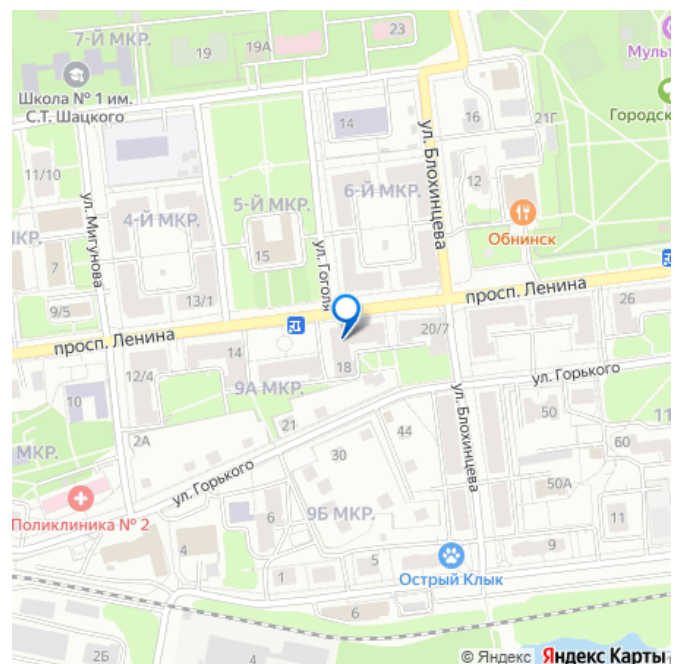 7-Й МКР.
19
19А
23
Школа № 1 им.
С.Т. Шацкого
Мульт
Городск
14
16
21Г
11/10
ул. Мигунова
4-Й МКР.
5-Й МКР.
6-Й МКР.
ул. Блохинцева
12
Обнинск
МКР.
7
15
ул. Гоголя
9/5
13/1
просп. Ленина
26
просп. Ленина
20/7
14
12/4
18
9А МКР.
ул. Горького
10
2А
21
44
50
11
МКР.
30
60
ул. Горького
ул. Блохинцева
50А
Поликлиника № 2
6
9Б МКР.
11
4
5
9
1
Острый Клык
6
2Б
4
© Яндекс Яндекс Карты